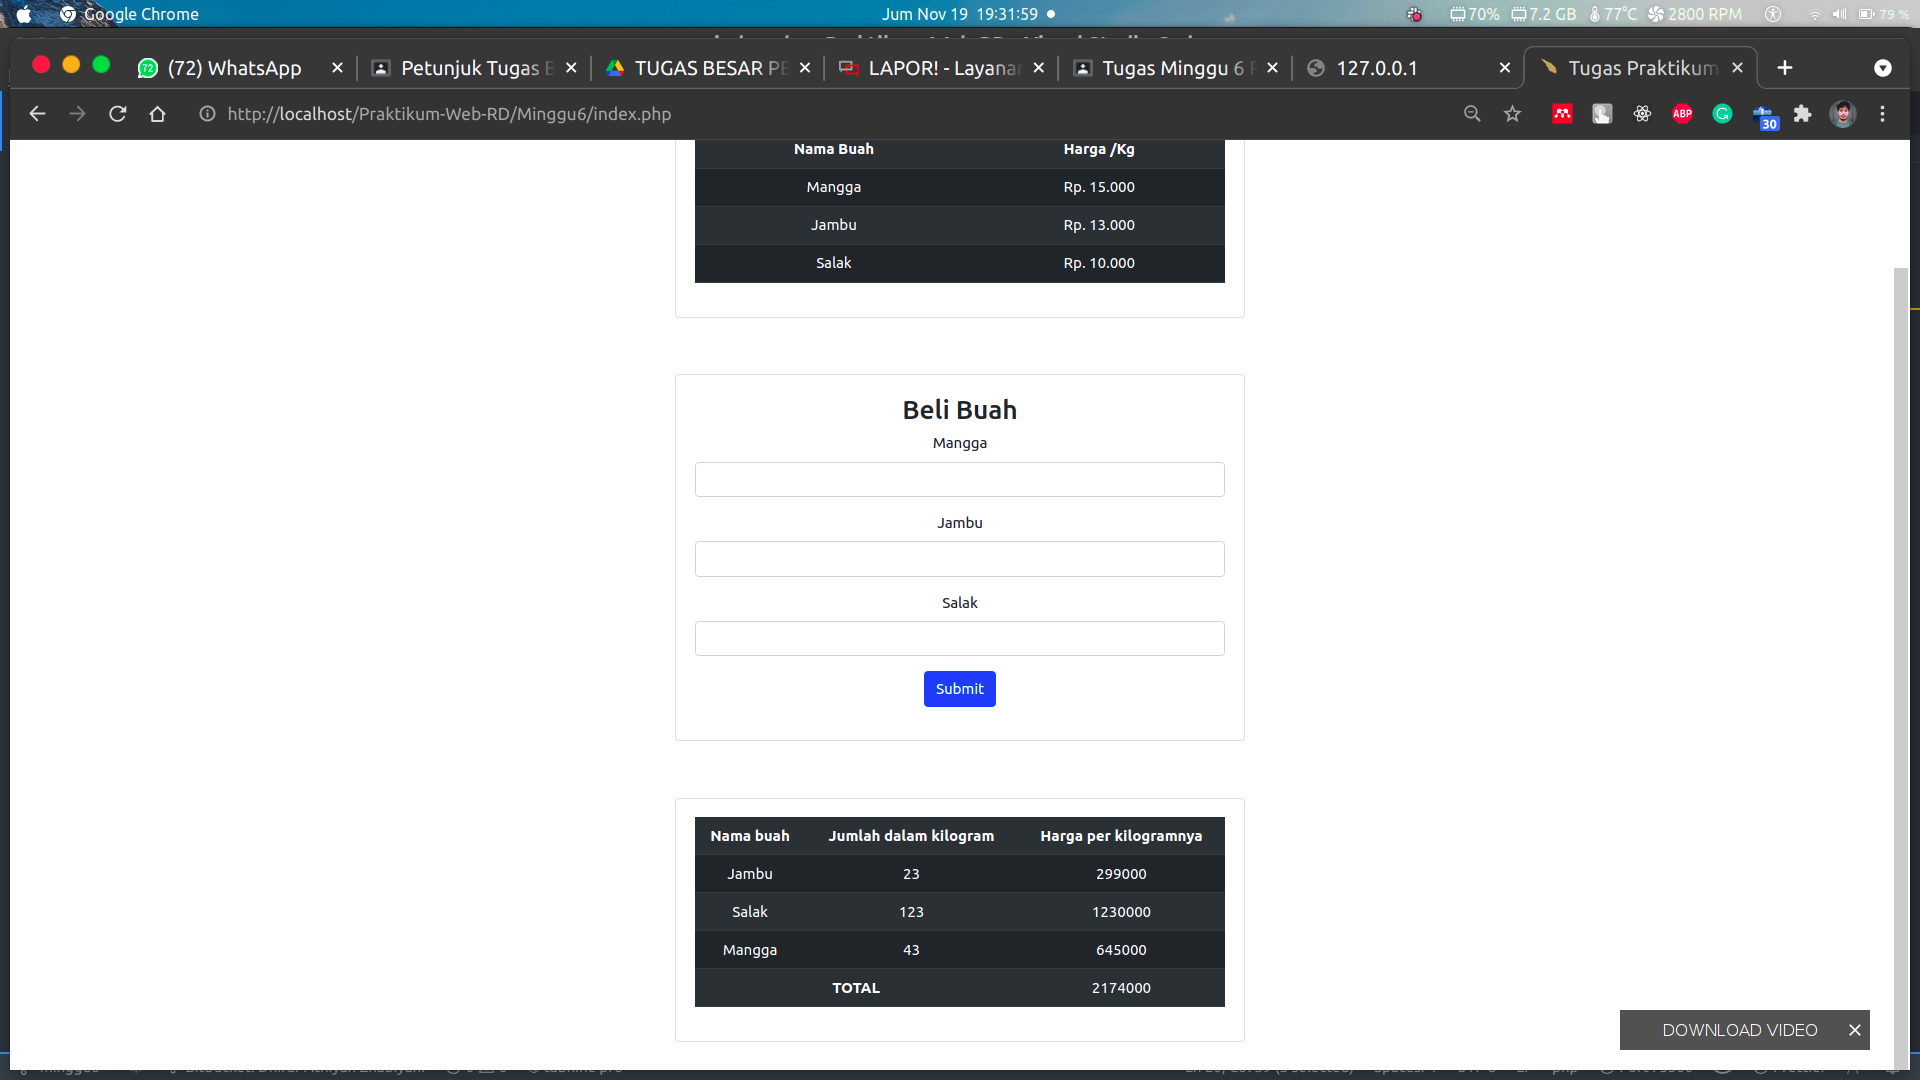 Google Chrome Jum Nov 19 19:31:59 70% 7.2 GB 77°C 2800 RPM 79 %
(72) WhatsApp Petunjuk Tugas B TUGAS BESAR PE LAPOR! - Layanan Tugas Minggu 6 P 127.0.0.1 Tugas Praktikum
http://localhost/Praktikum-Web-RD/Minggu6/index.php ABP 30
Nama Buah Harga /Kg
Mangga Rp. 15.000
Jambu Rp. 13.000
Salak Rp. 10.000
Beli Buah
Mangga
Jambu
Salak
Submit
Nama buah Jumlah dalam kilogram Harga per kilogramnya
Jambu 23 299000
Salak 123 1230000
Mangga 43 645000
TOTAL 2174000
DOWNLOAD VIDEO